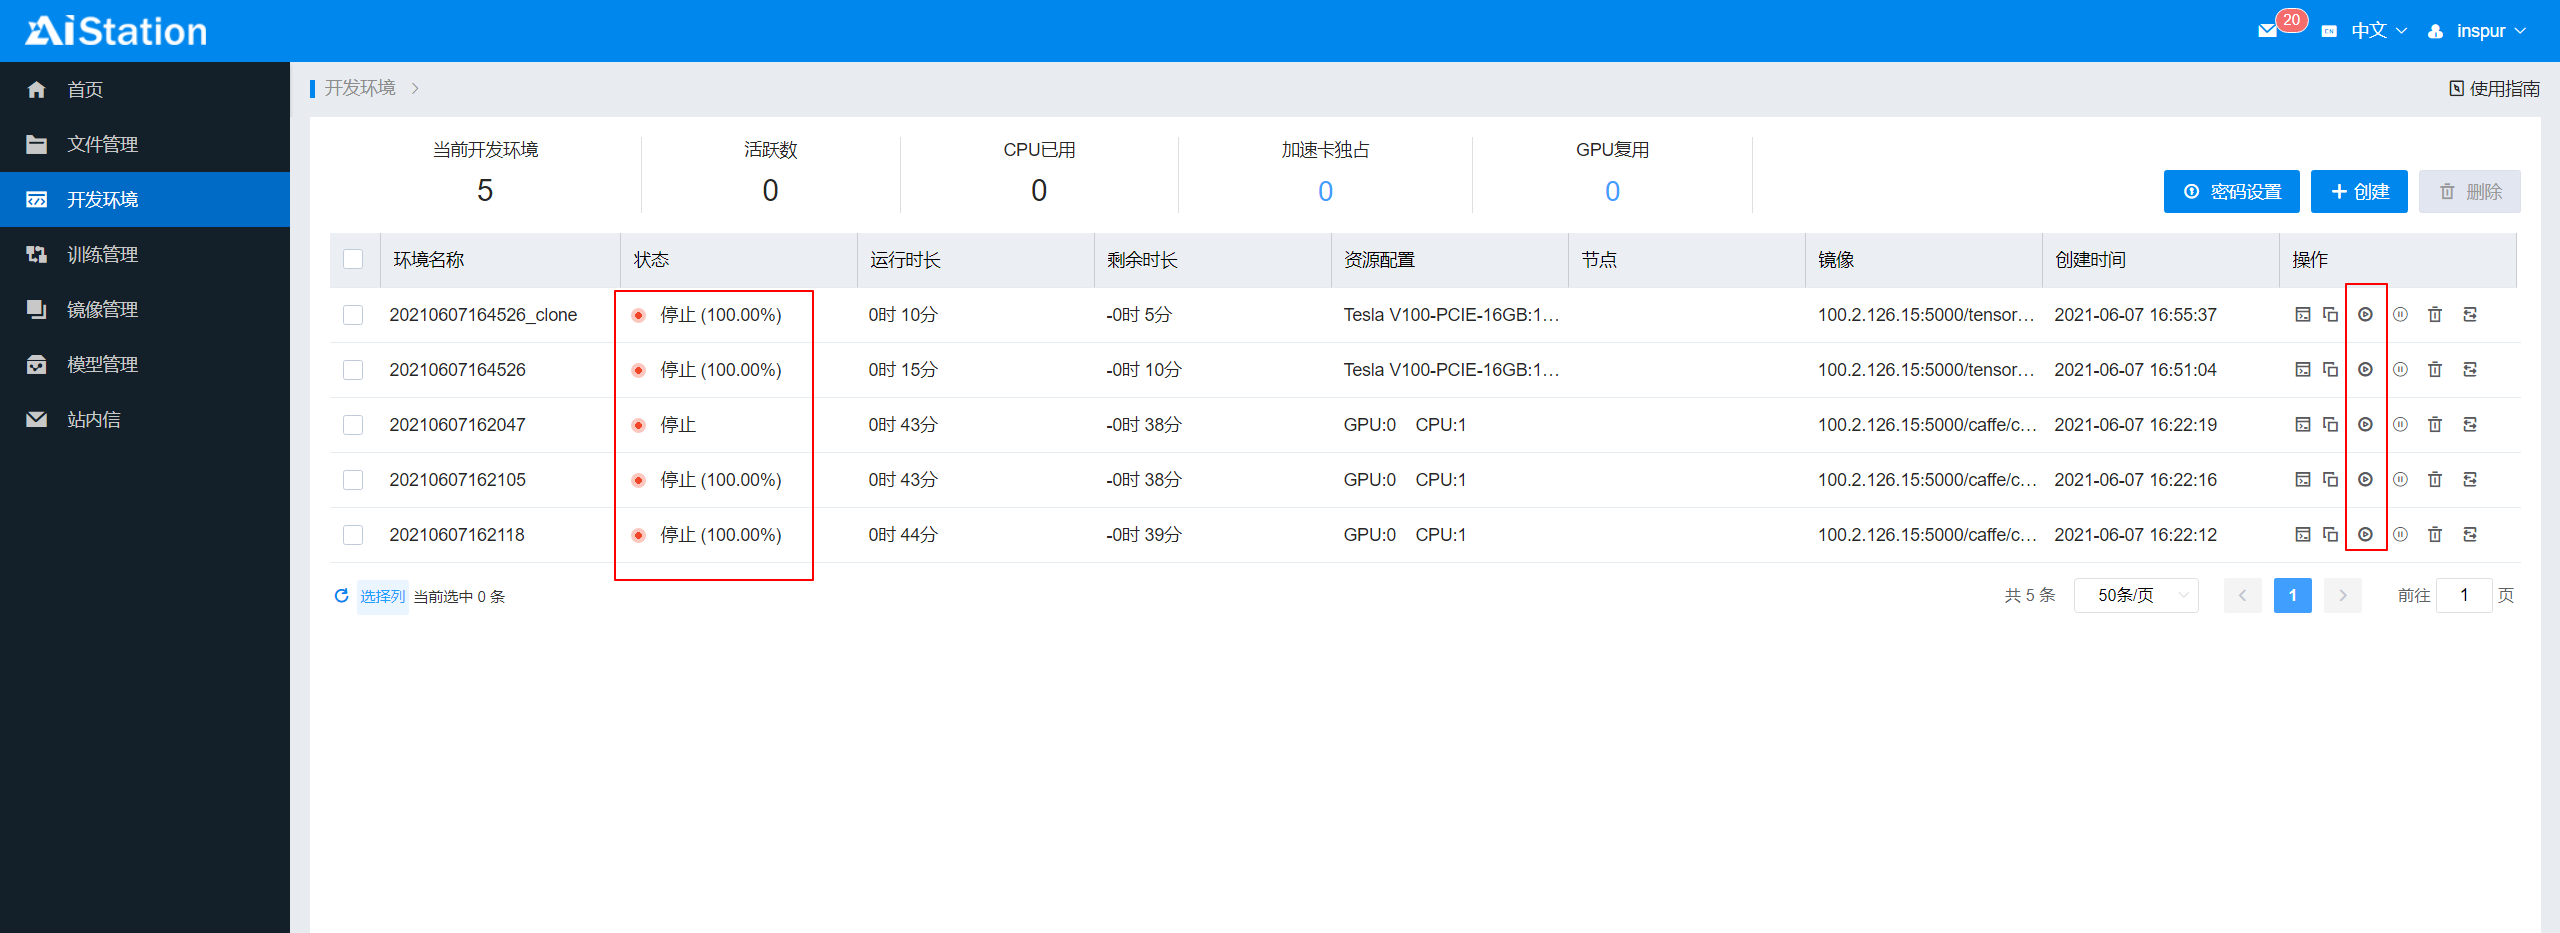 AiStation
20
CN 中文
inspur
首页
文件管理
开发环境
训练管理
镜像管理
模型管理
站内信
开发环境
使用指南
当前开发环境 活跃数 CPU已用 加速卡独占 GPU复用
5 0 0 0 0
密码设置 创建 删除
环境名称 状态 运行时长 剩余时长 资源配置 节点 镜像 创建时间 操作
20210607164526_clone 停止 (100.00%) 0时 10分 -0时 5分 Tesla V100-PCIE-16GB:1... 100.2.126.15:5000/tensor... 2021-06-07 16:55:37
20210607164526 停止 (100.00%) 0时 15分 -0时 10分 Tesla V100-PCIE-16GB:1... 100.2.126.15:5000/tensor... 2021-06-07 16:51:04
20210607162047 停止 0时 43分 -0时 38分 GPU:0 CPU:1 100.2.126.15:5000/caffe/c... 2021-06-07 16:22:19
20210607162105 停止 (100.00%) 0时 43分 -0时 38分 GPU:0 CPU:1 100.2.126.15:5000/caffe/c... 2021-06-07 16:22:16
20210607162118 停止 (100.00%) 0时 44分 -0时 39分 GPU:0 CPU:1 100.2.126.15:5000/caffe/c... 2021-06-07 16:22:12
选择列 当前选中 0 条 共 5 条 50条/页 1 前往 1 页